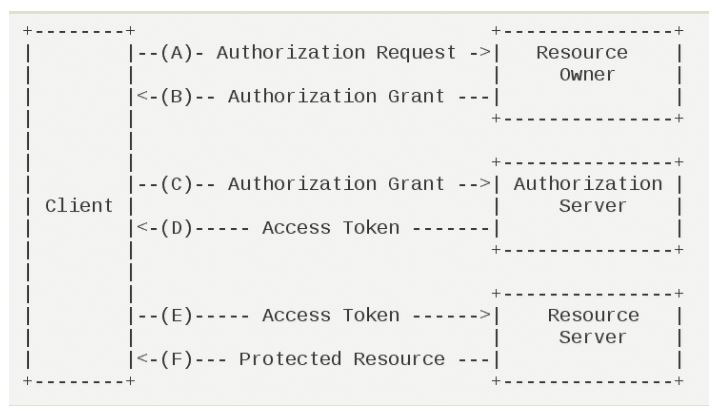 +--------+                               +---------------+
|        |--(A)- Authorization Request ->|   Resource    |
|        |                               |     Owner     |
|        |<-(B)-- Authorization Grant ---|               |
|        |                               +---------------+
|        |
|        |                               +---------------+
|        |--(C)-- Authorization Grant -->| Authorization |
| Client |                               |     Server    |
|        |<-(D)----- Access Token -------|               |
|        |                               +---------------+
|        |
|        |                               +---------------+
|        |--(E)----- Access Token ------>|    Resource   |
|        |                               |     Server    |
|        |<-(F)--- Protected Resource ---|               |
+--------+                               +---------------+